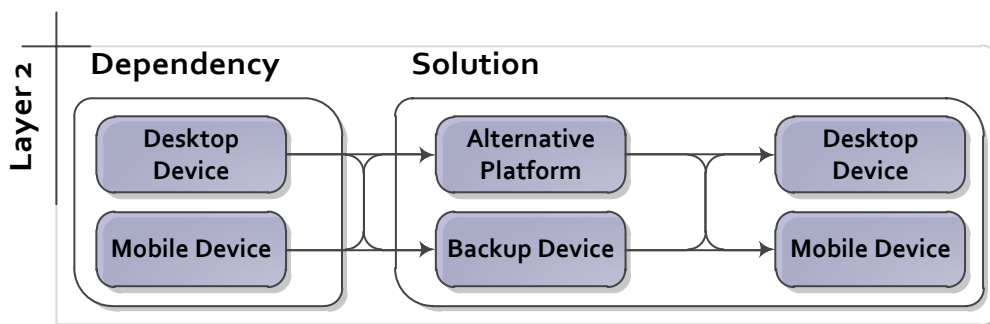 Layer 2
Dependency
Solution
Desktop
Device
Alternative
Platform
Desktop
Device
Mobile Device
Backup Device
Mobile Device